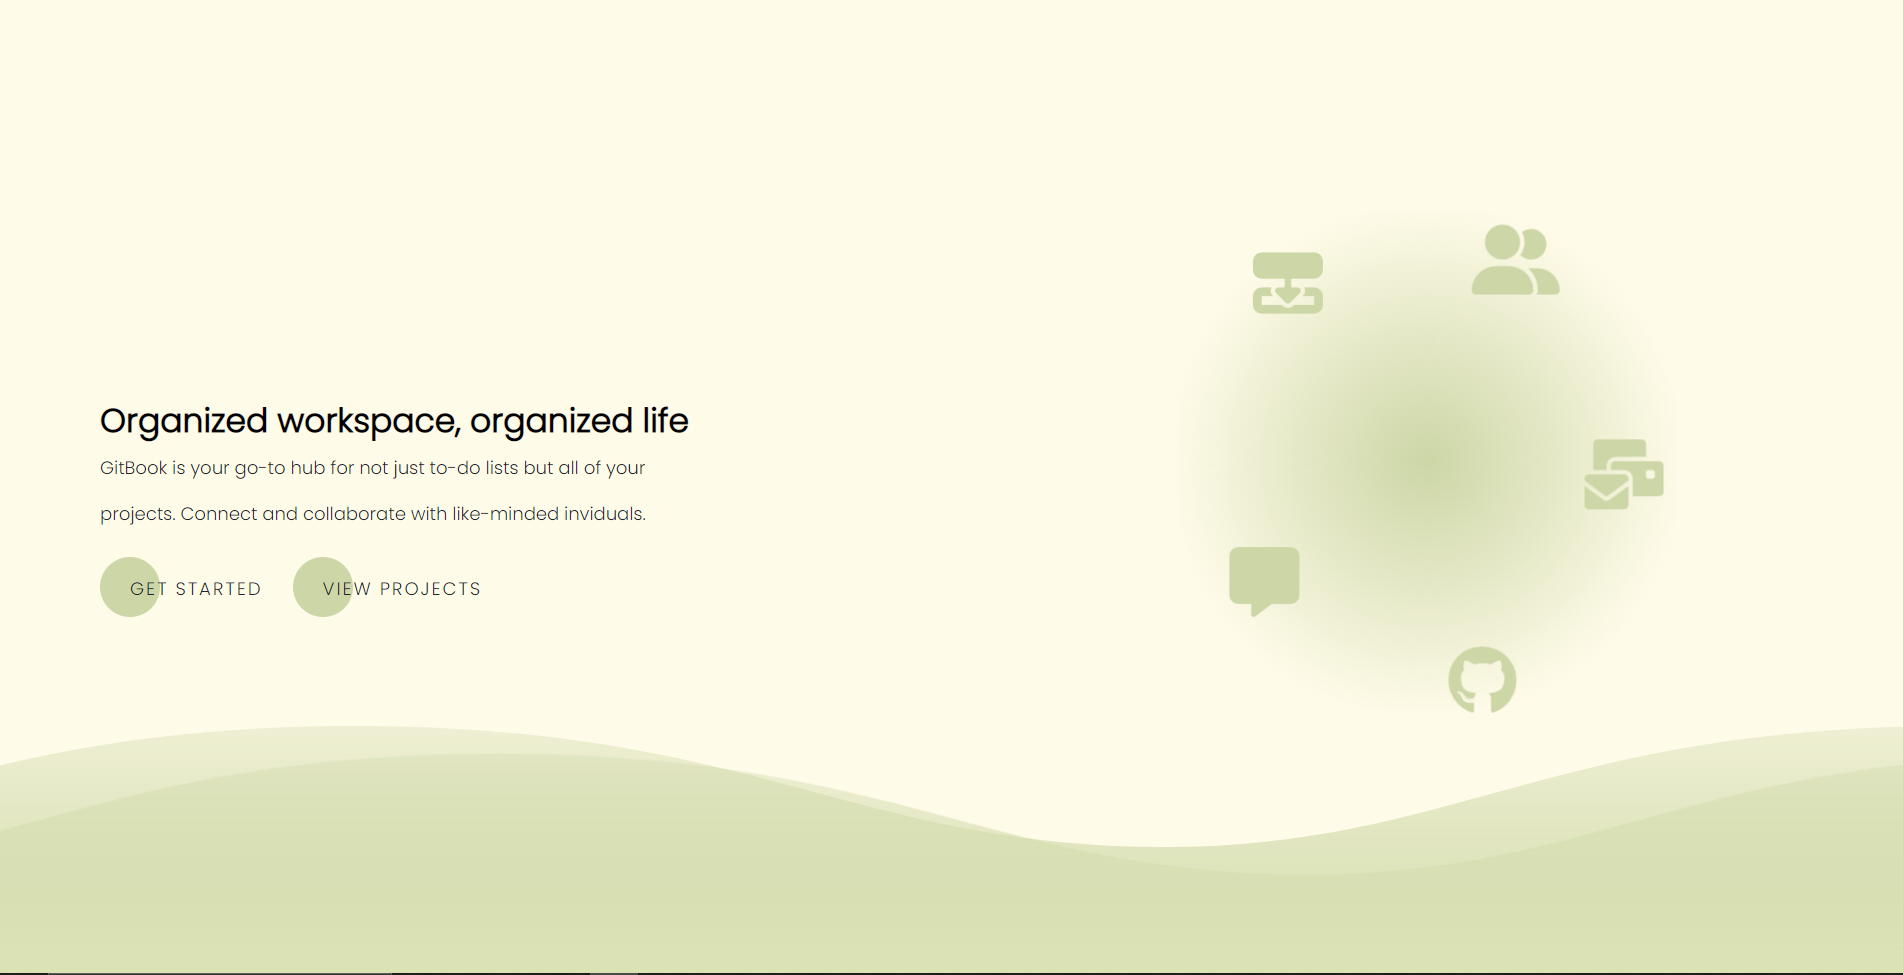 Organized workspace, organized life
GitBook is your go-to hub for not just to-do lists but all of your
projects. Connect and collaborate with like-minded inviduals.
GET STARTED
VIEW PROJECTS